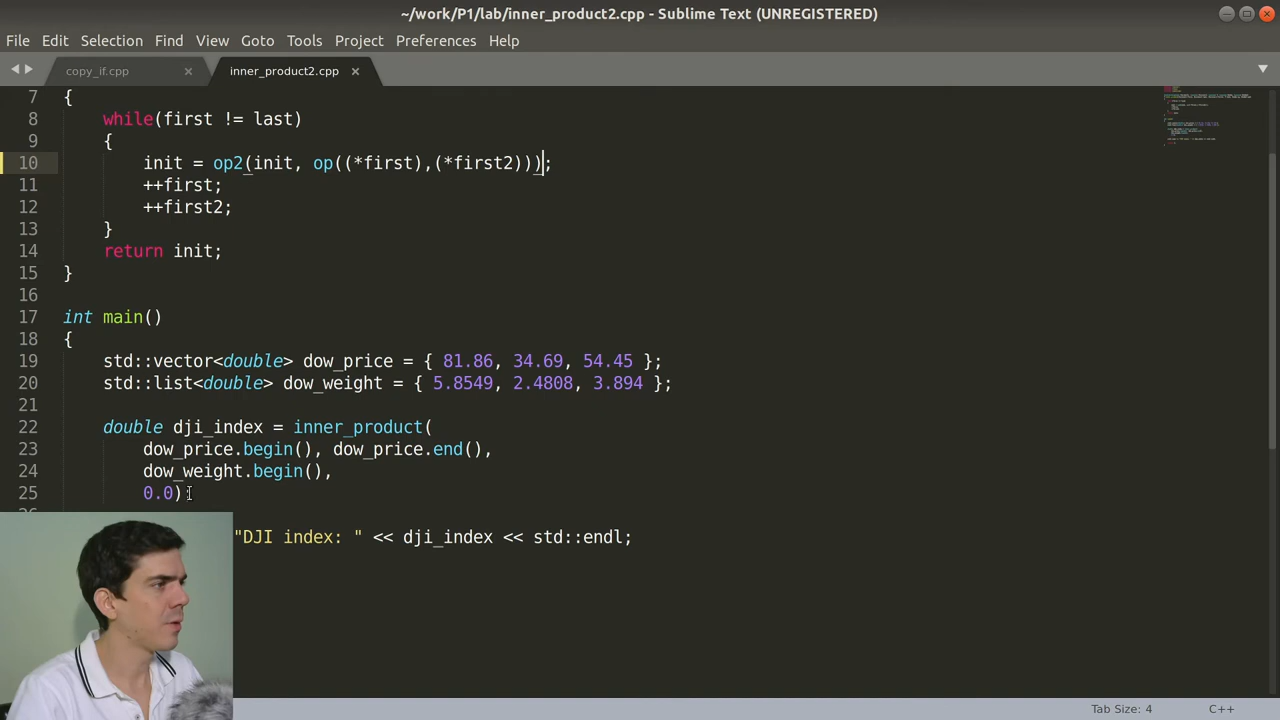 ~/work/P1/lab/inner_product2.cpp - Sublime Text (UNREGISTERED)
File Edit Selection Find View Goto Tools Project Preferences Help
copy_if.cpp inner_product2.cpp
7 {
8 while(first != last)
9 {
10 init = op2(init, op((*first),(*first2)));
11 ++first;
12 ++first2;
13 }
14 return init;
15 }
16
17 int main()
18 {
19 std::vector<double> dow_price = { 81.86, 34.69, 54.45 };
20 std::list<double> dow_weight = { 5.8549, 2.4808, 3.894 };
21
22 double dji_index = inner_product(
23 dow_price.begin(), dow_price.end(),
24 dow_weight.begin(),
25 0.0);
"DJI index: " << dji_index << std::endl;
Tab Size: 4 C++